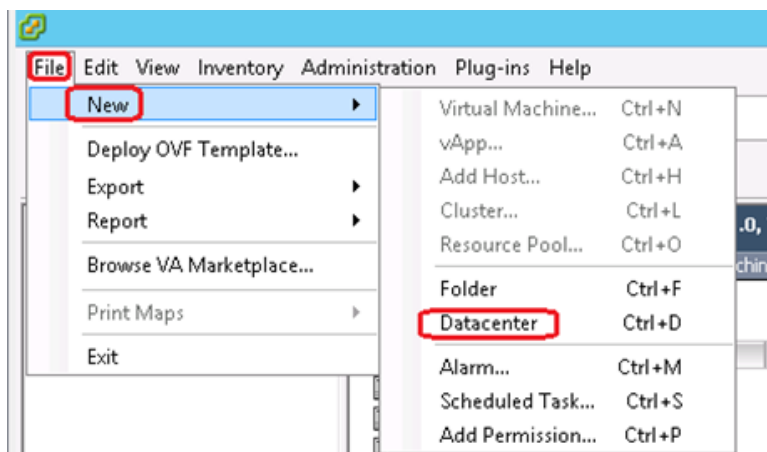 File Edit View Inventory Administration Plug-ins Help
New
Deploy OVF Template...
Export
Report
Browse VA Marketplace...
Print Maps
Exit
Virtual Machine... Ctrl+N
vApp... Ctrl+A
Add Host... Ctrl+H
Cluster... Ctrl+L
Resource Pool... Ctrl+O
Folder Ctrl+F
Datacenter Ctrl+D
Alarm... Ctrl+M
Scheduled Task... Ctrl+S
Add Permission... Ctrl+P
.0,